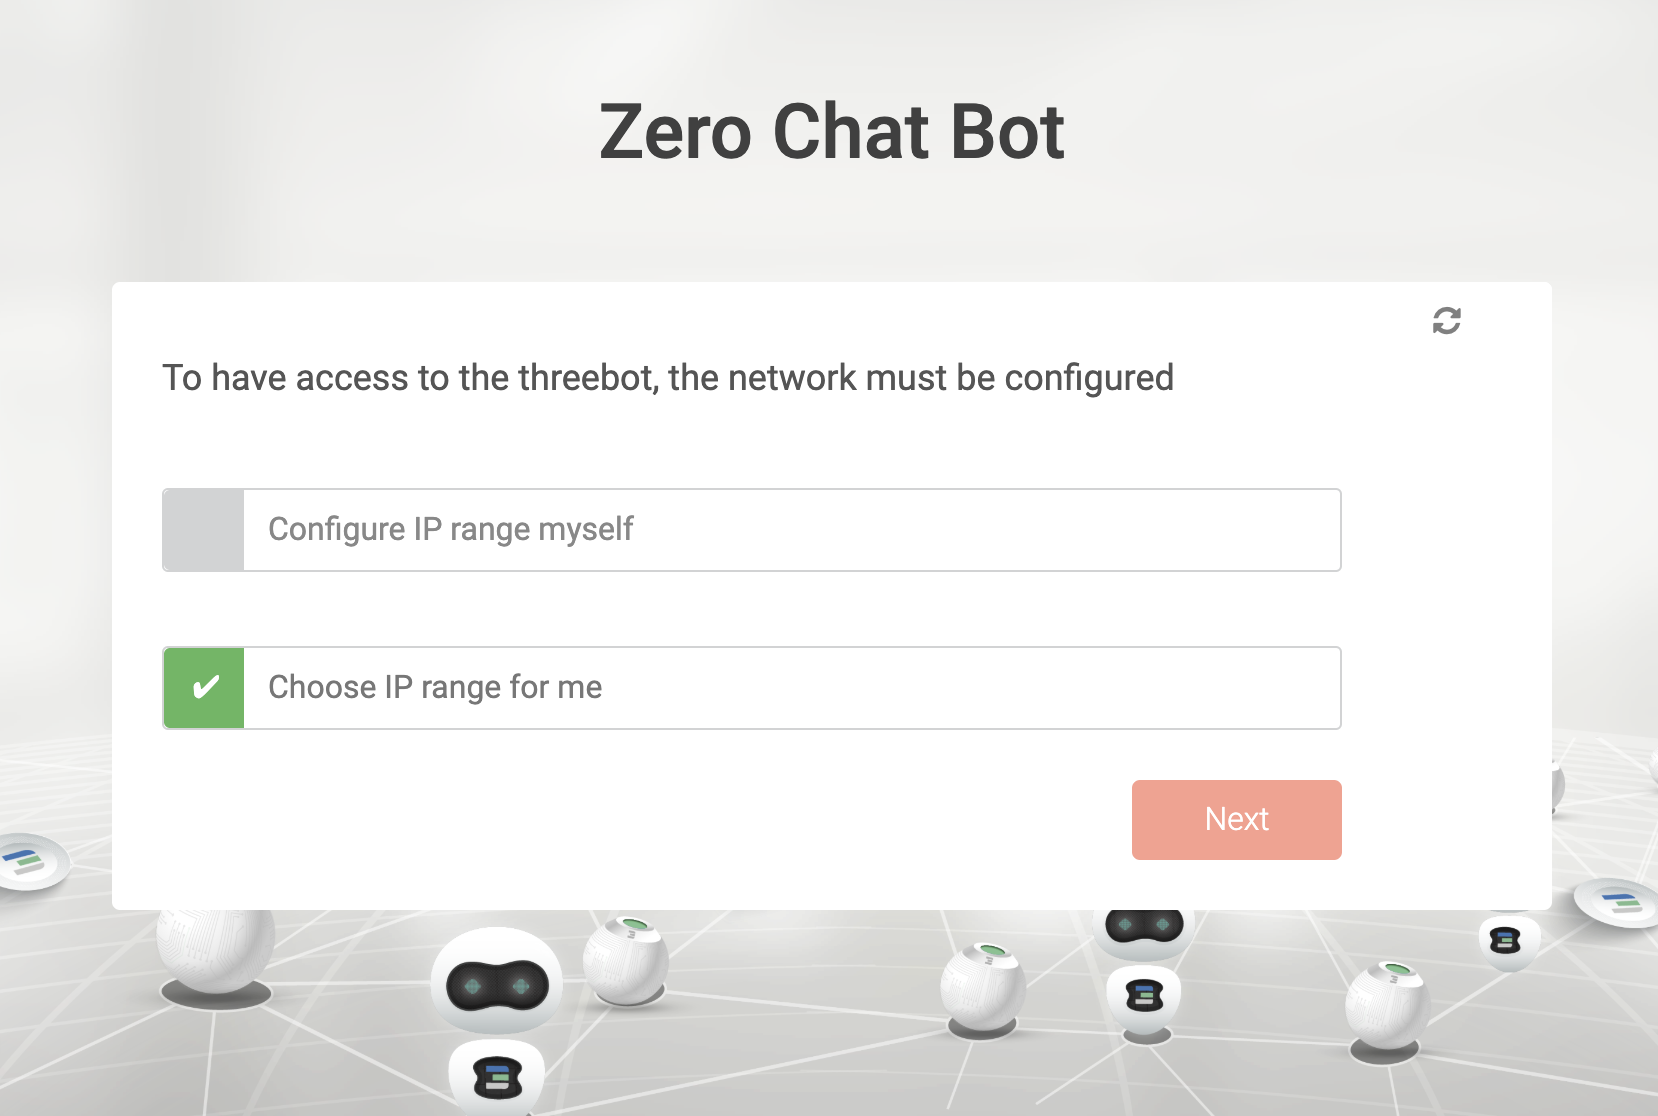 Zero Chat Bot
To have access to the threebot, the network must be configured
Configure IP range myself
Choose IP range for me
Next